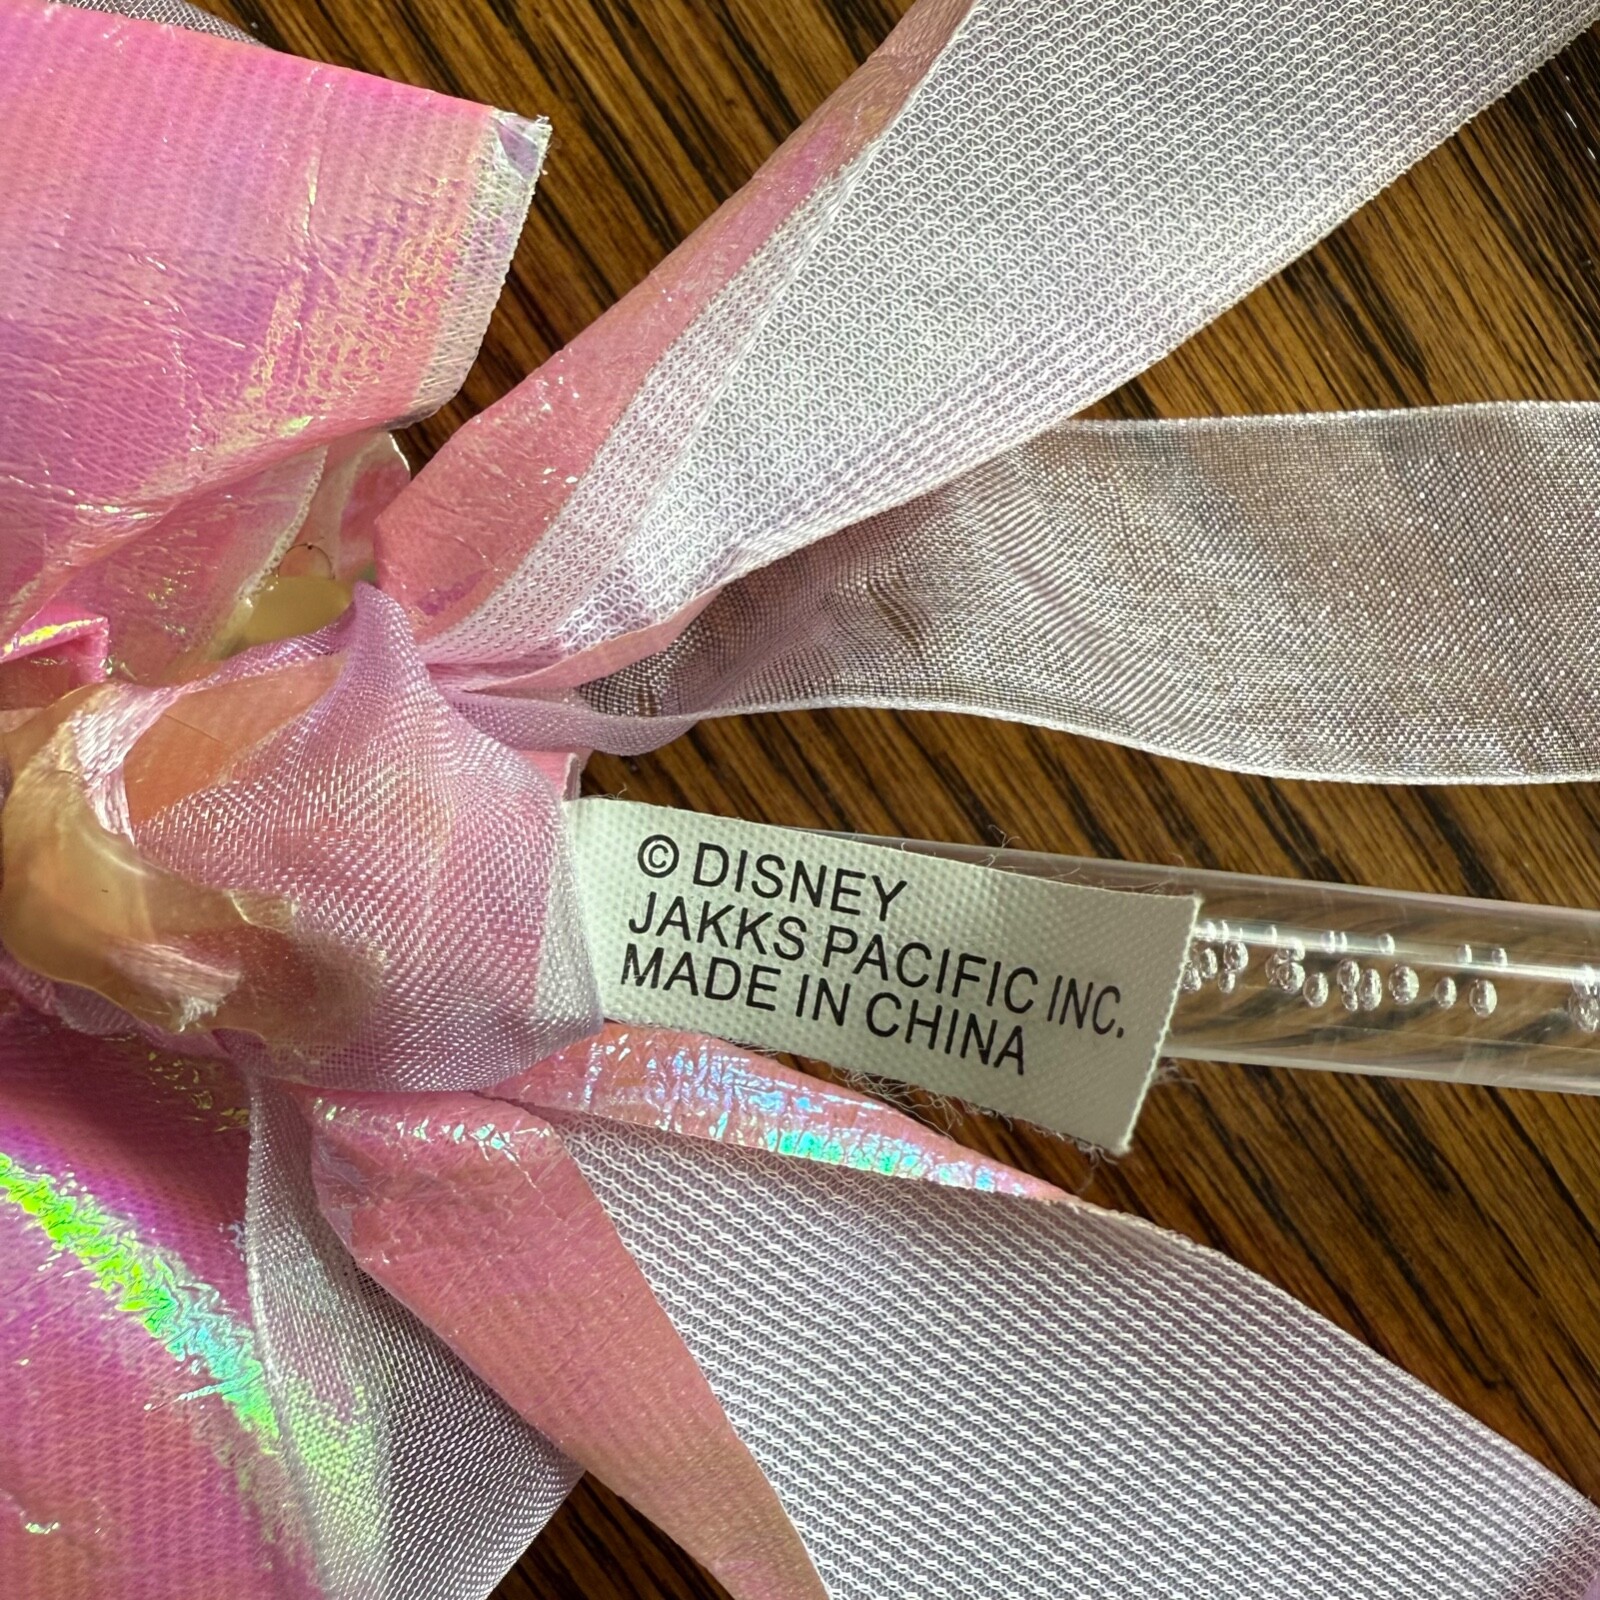 © DISNEY
JAKKS PACIFIC INC.
MADE IN CHINA